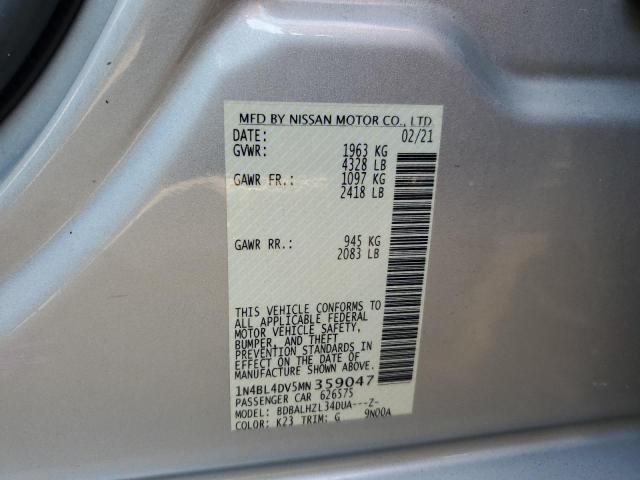 MFD BY NISSAN MOTOR CO., LTD
DATE: 02/21
GVWR: 1963 KG
4328 LB
GAWR FR.: 1097 KG
2418 LB
GAWR RR.: 945 KG
2083 LB
THIS VEHICLE CONFORMS TO
ALL APPLICABLE FEDERAL
MOTOR VEHICLE SAFETY,
BUMPER, AND THEFT
PREVENTION STANDARDS IN
EFFECT ON THE DATE OF
MANUFACTURE SHOWN ABOVE.
1N4BL4DV5MN359047
PASSENGER CAR 626575
MODEL: BDBALHZL34DUA---Z-
COLOR: K23 TRIM: G 9N00A